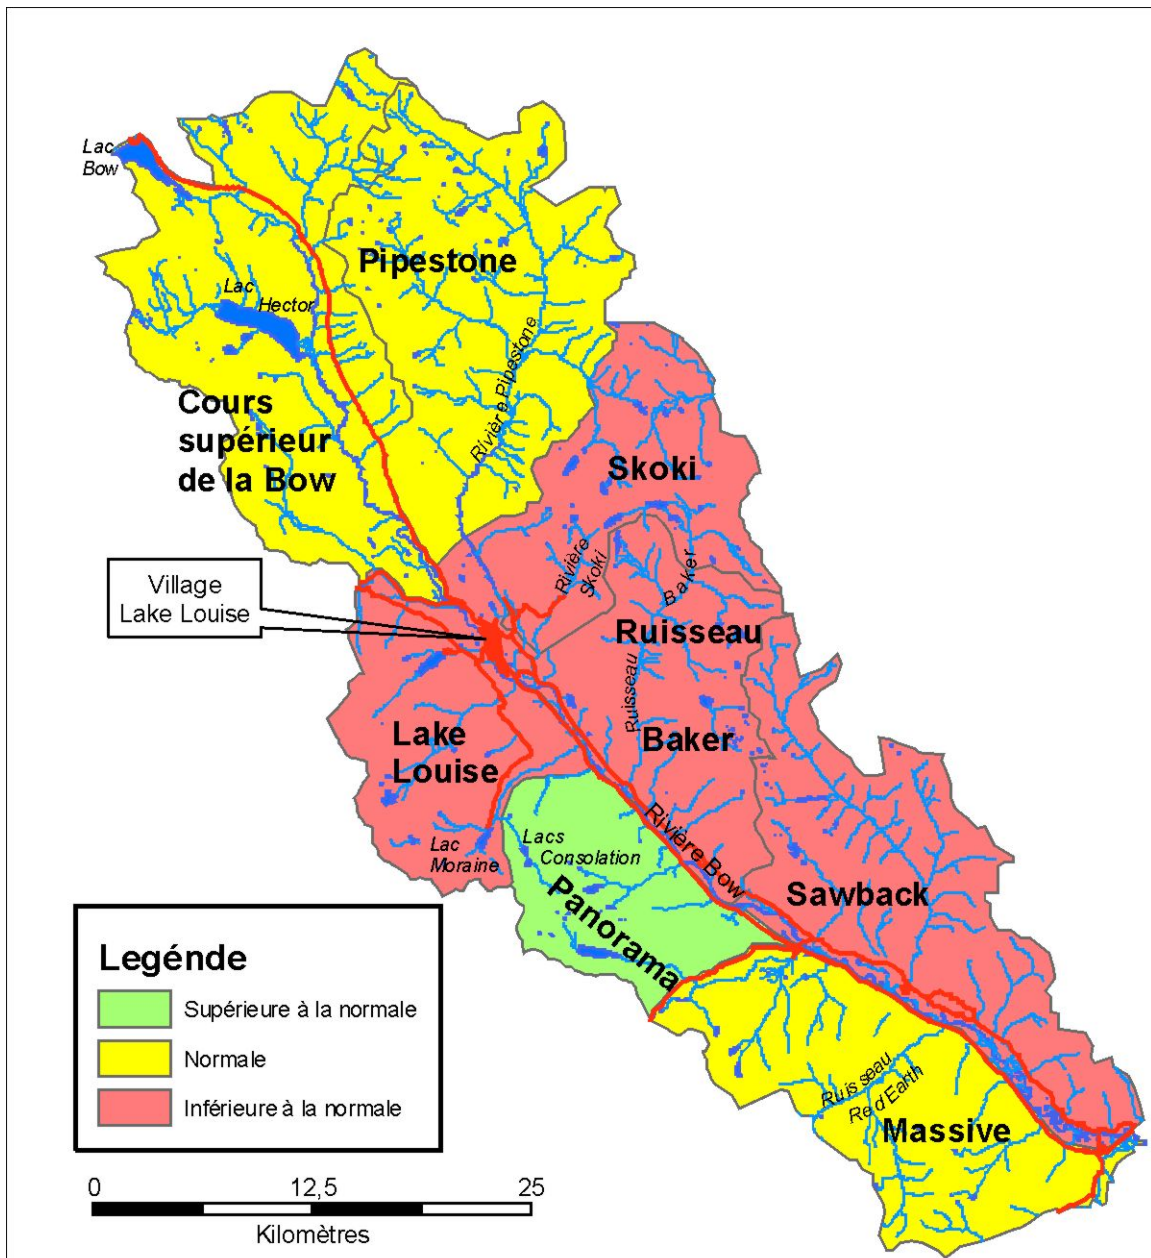 Lac
Bow
Pipestone
Lac
Hector
Rivière Pipestone
Cours
supérieur
de la Bow
Skoki
Rivière
Skoki
Baker
Village
Lake Louise
Ruisseau
Ruisseau
Baker
Lake
Louise
Rivière Bow
Lacs
Consolation
Lac
Moraine
Panorama
Sawback
Legénde
Supérieure à la normale
Normale
Inférieure à la normale
Ruisseau
Red Earth
Massive
0 12,5 25
Kilomètres